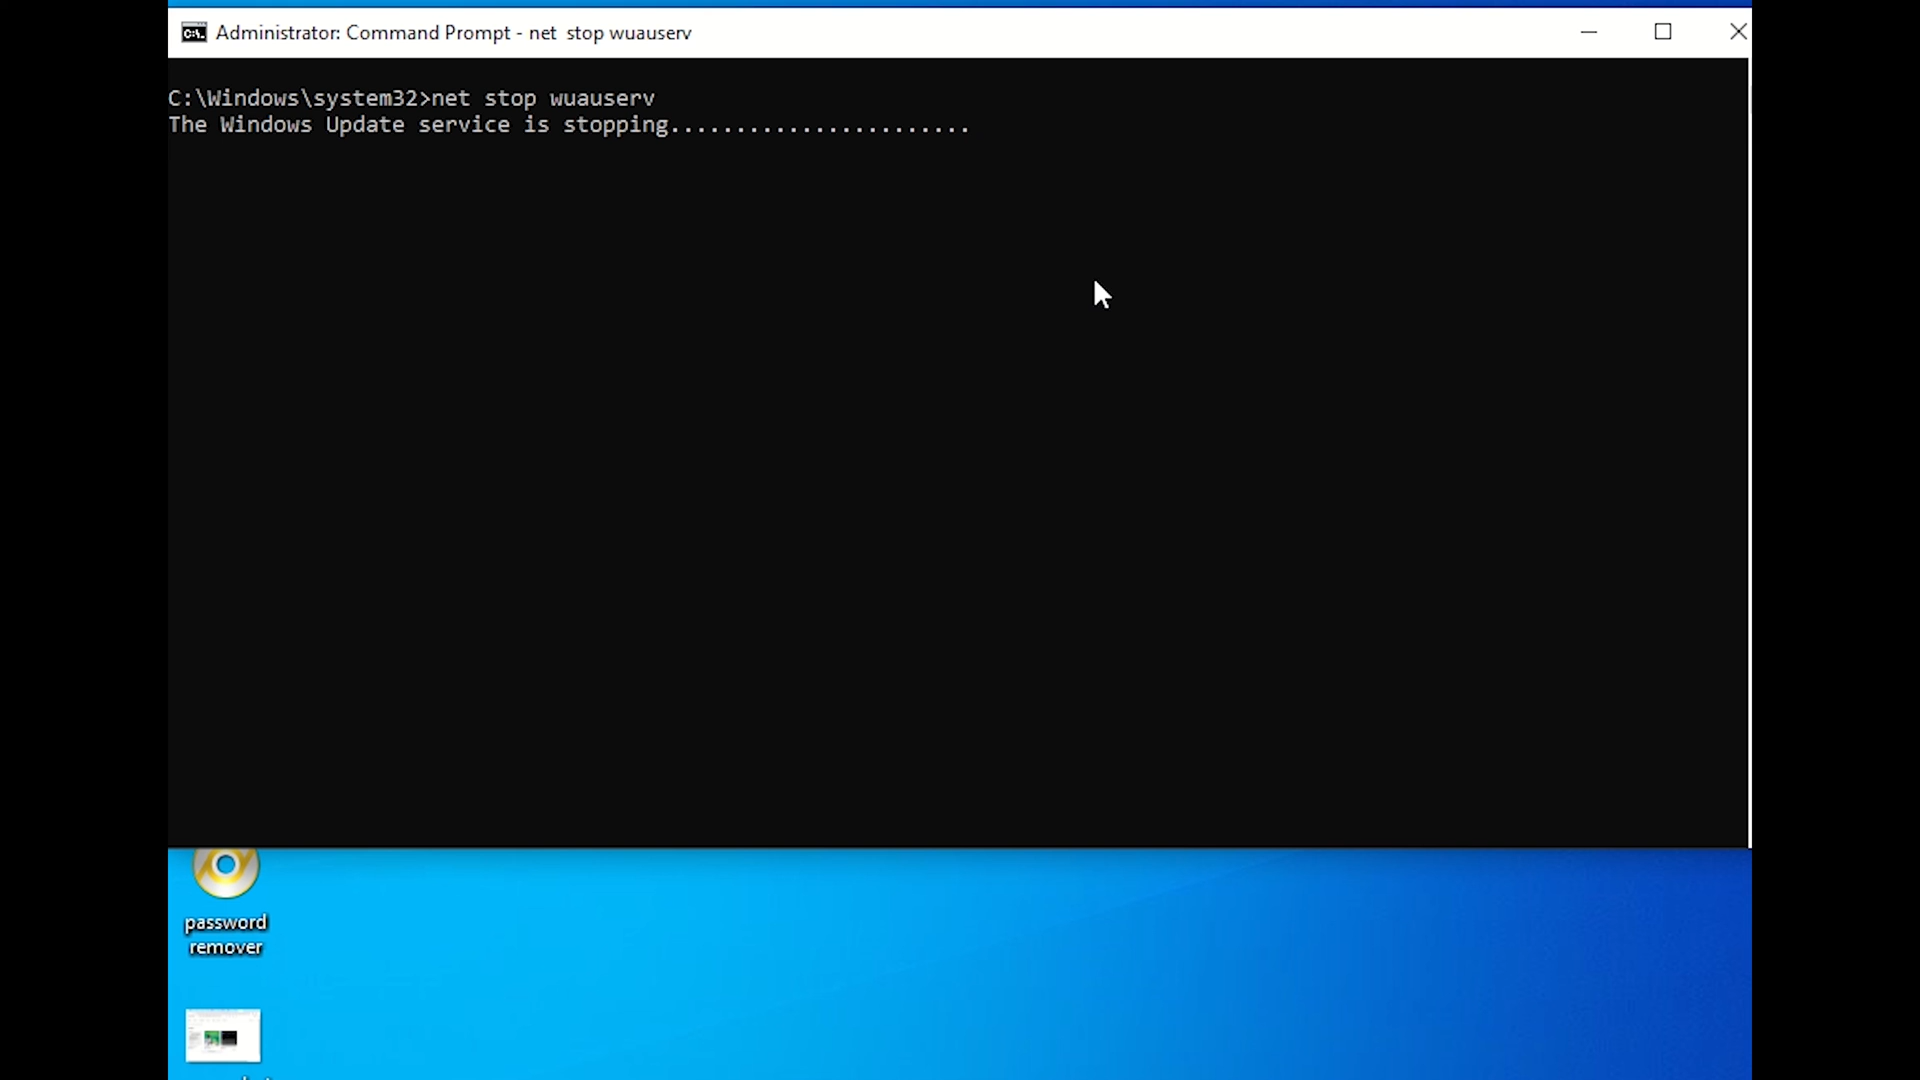 Administrator: Command Prompt - net  stop wuauserv
C:\Windows\system32>net stop wuauserv
The Windows Update service is stopping.......................
password
remover